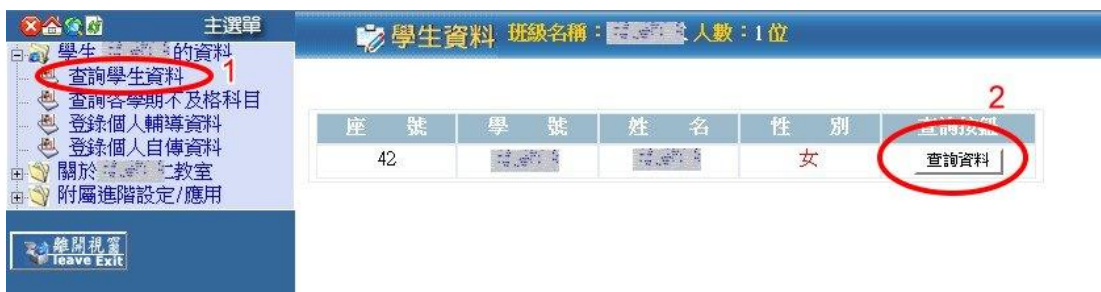 主選單
學生 的資料
查詢學生資料 1
查詢各學期不及格科目
登錄個人輔導資料
登錄個人自傳資料
關於 教室
附屬進階設定/應用
離開視窗
leave Exit
學生資料 班級名稱： 人數：1 位
2
座 號 學 號 姓 名 性 別 查詢按鈕
42 女 查詢資料